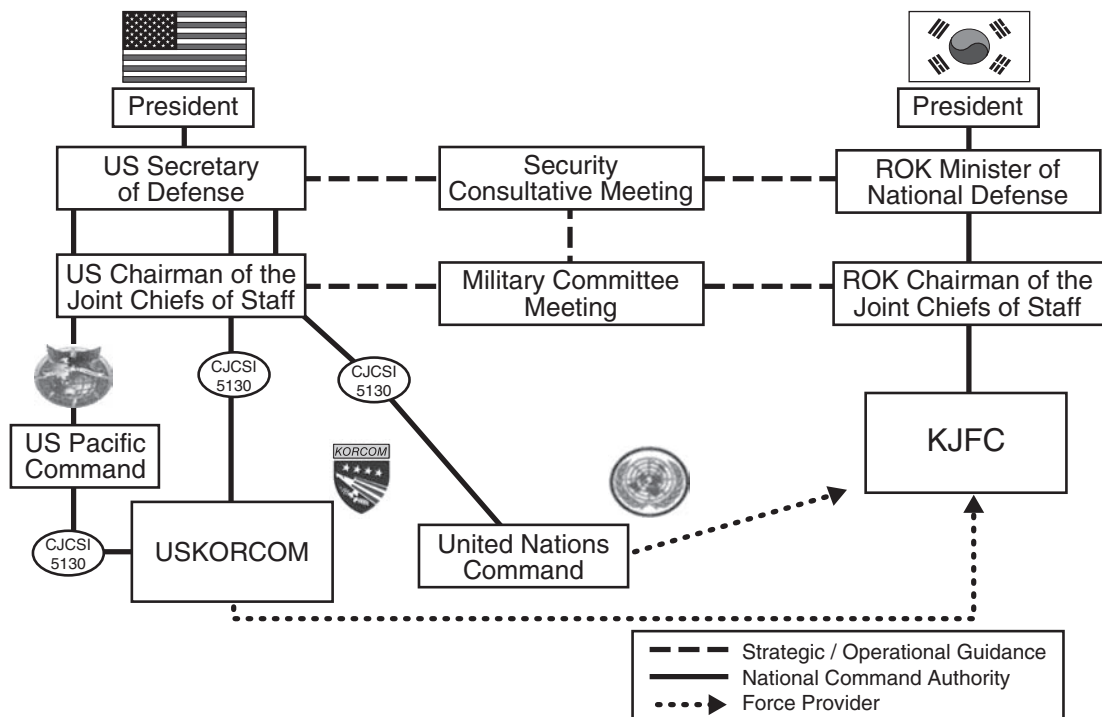 President
President
US Secretary
of Defense
Security
Consultative Meeting
ROK Minister of
National Defense
US Chairman of the
Joint Chiefs of Staff
Military Committee
Meeting
ROK Chairman of the
Joint Chiefs of Staff
CJCSI
5130
CJCSI
5130
US Pacific
Command
KORCOM
KJFC
CJCSI
5130
USKORCOM
United Nations
Command
Strategic / Operational Guidance
National Command Authority
Force Provider